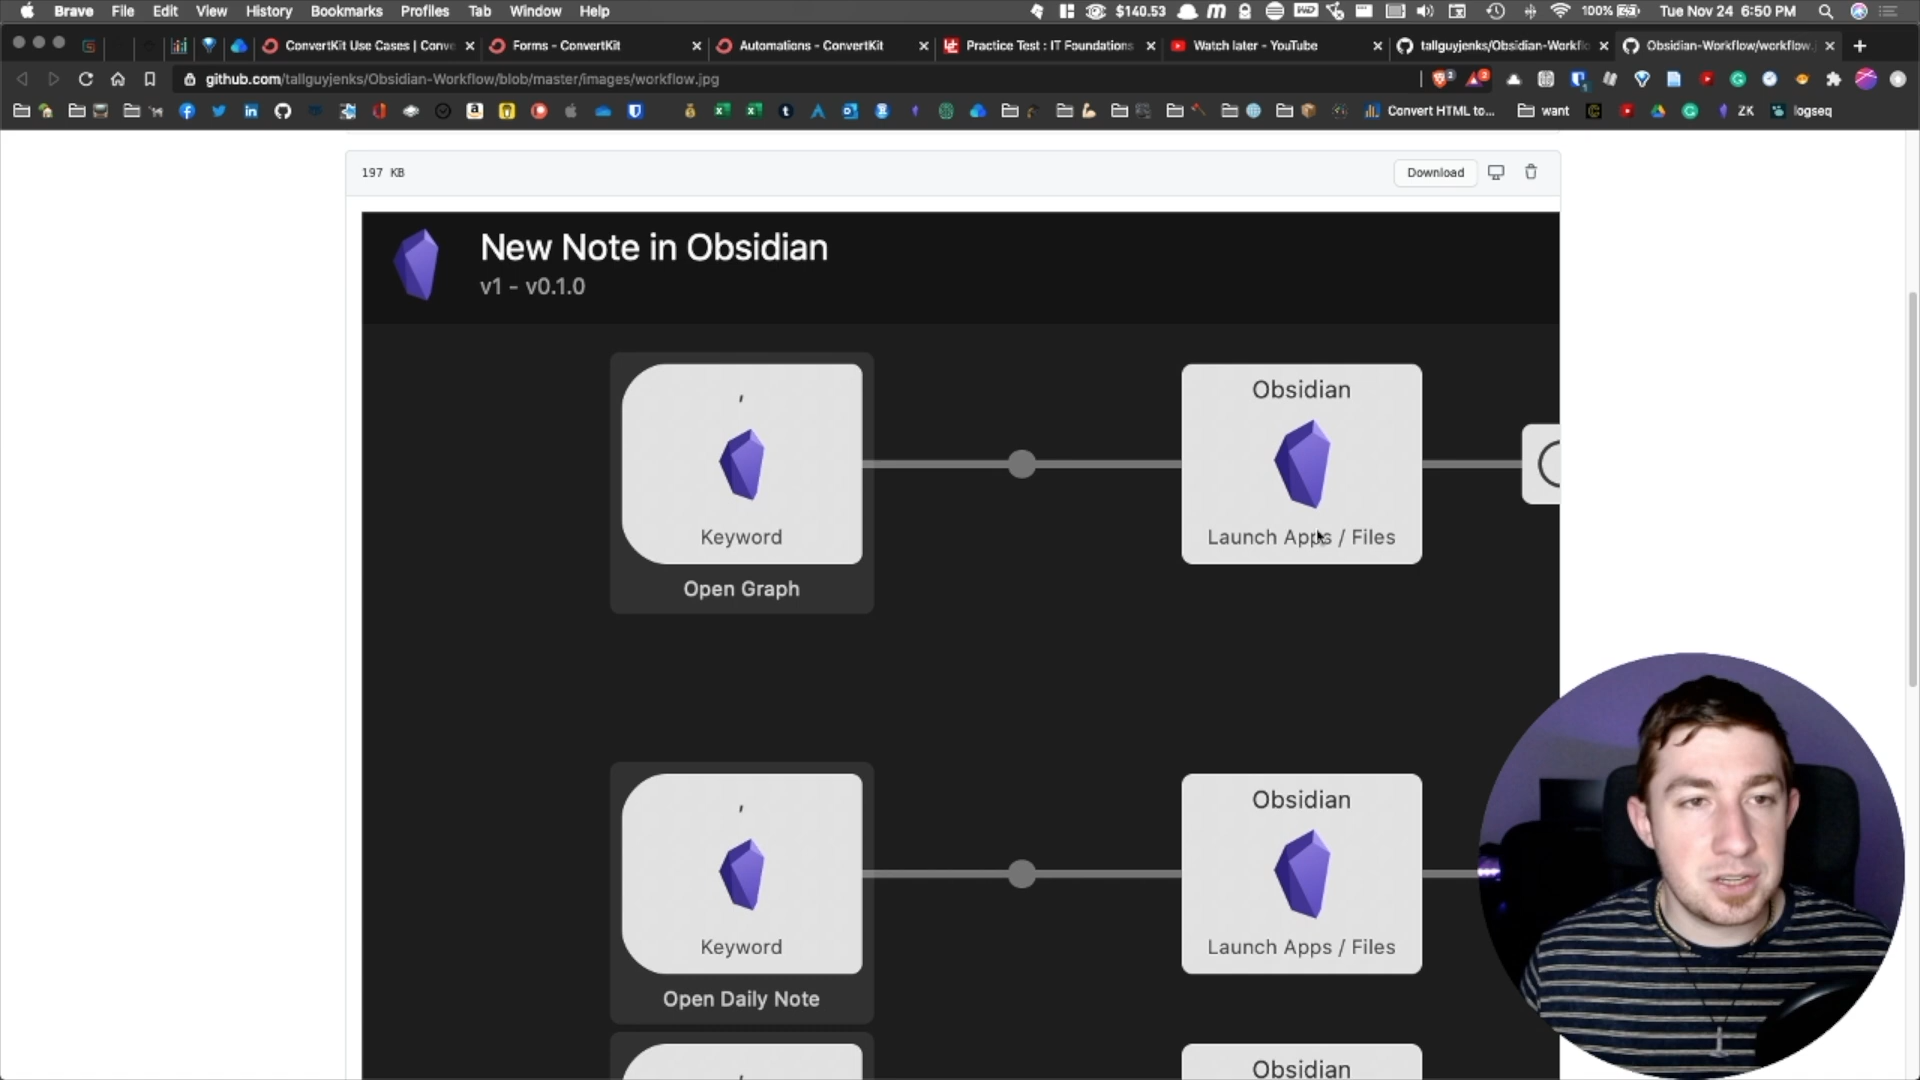 Brave File Edit View History Bookmarks Profiles Tab Window Help $140.53 100% Tue Nov 24 6:50 PM
ConvertKit Use Cases | Conve Forms - ConvertKit Automations - ConvertKit Practice Test : IT Foundations Watch later - YouTube tallguyjenks/Obsidian-Workfl Obsidian-Workflow/workflow.
github.com/tallguyjenks/Obsidian-Workflow/blob/master/images/workflow.jpg
Convert HTML to... want ZK logseq
197 KB Download
New Note in Obsidian
v1 - v0.1.0
,
Keyword
Open Graph
Obsidian
Launch Apps / Files
,
Keyword
Open Daily Note
Obsidian
Launch Apps / Files
Obsidian